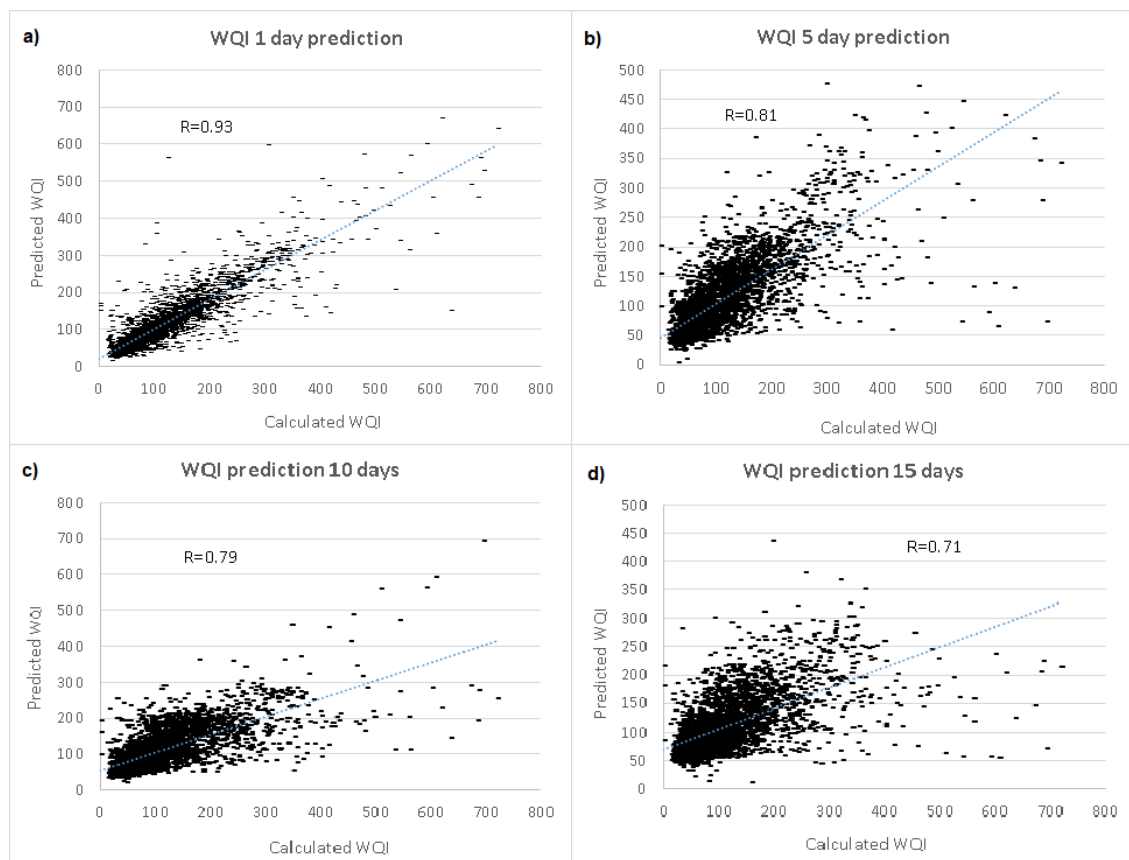 a)
WQI 1 day prediction
800
700
600
500
400
300
200
100
0
R=0.93
Predicted WQI
0 100 200 300 400 500 600 700 800
Calculated WQI
b)
WQI 5 day prediction
500
450
400
350
300
250
200
150
100
50
0
R=0.81
Predicted WQI
0 100 200 300 400 500 600 700 800
Calculated WQI
c)
WQI prediction 10 days
800
700
600
500
400
300
200
100
0
R=0.79
Predicted WQI
0 100 200 300 400 500 600 700 800
Calculated WQI
d)
WQI prediction 15 days
500
450
400
350
300
250
200
150
100
50
0
R=0.71
Predicted WQI
0 100 200 300 400 500 600 700 800
Calculated WQI